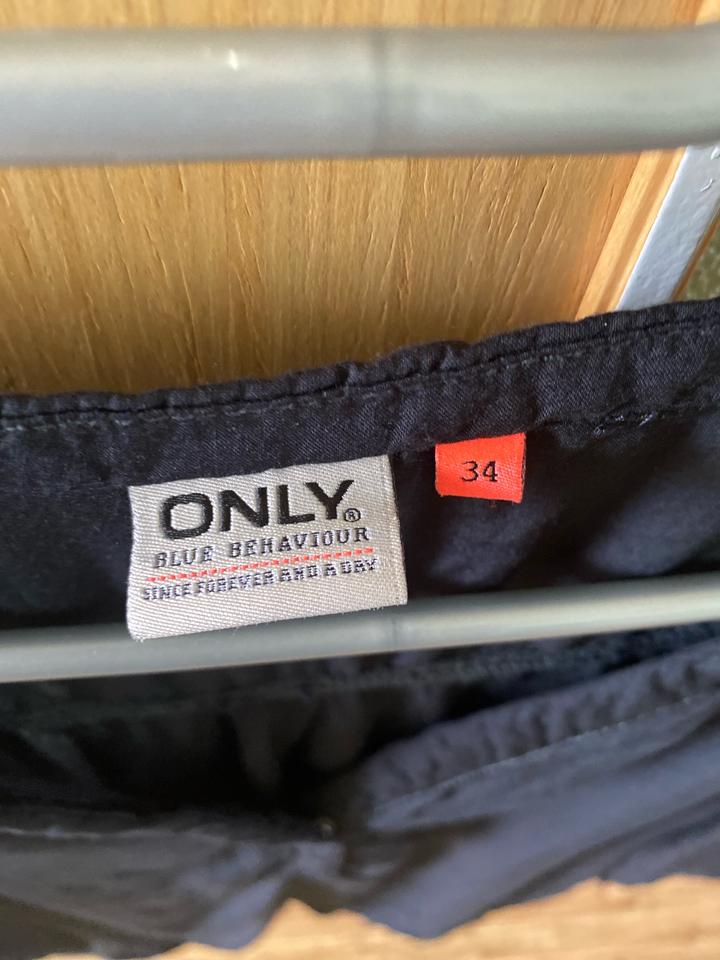 ONLY®
BLUE BEHAVIOUR
SINCE FOREVER AND A DAY
34